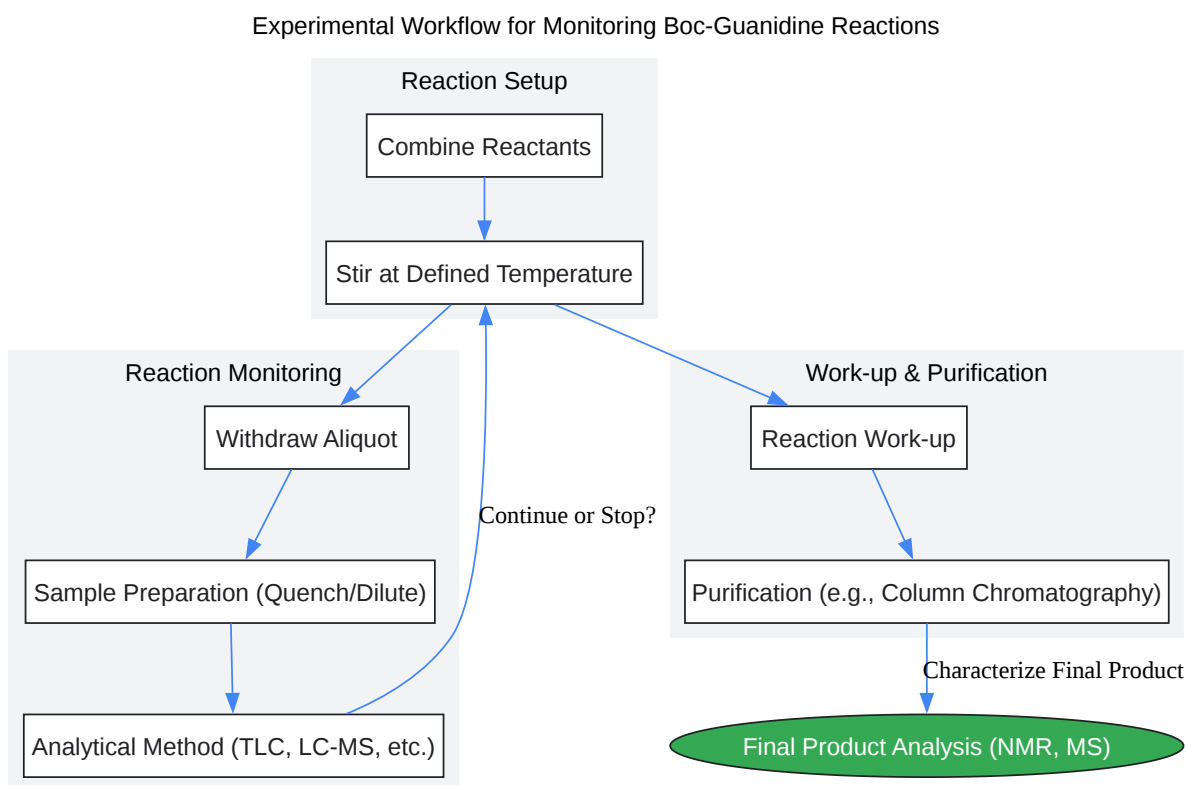 Experimental Workflow for Monitoring Boc-Guanidine Reactions
Reaction Setup
Combine Reactants
Stir at Defined Temperature
Reaction Monitoring
Withdraw Aliquot
Sample Preparation (Quench/Dilute)
Analytical Method (TLC, LC-MS, etc.)
Continue or Stop?
Work-up & Purification
Reaction Work-up
Purification (e.g., Column Chromatography)
Characterize Final Product
Final Product Analysis (NMR, MS)